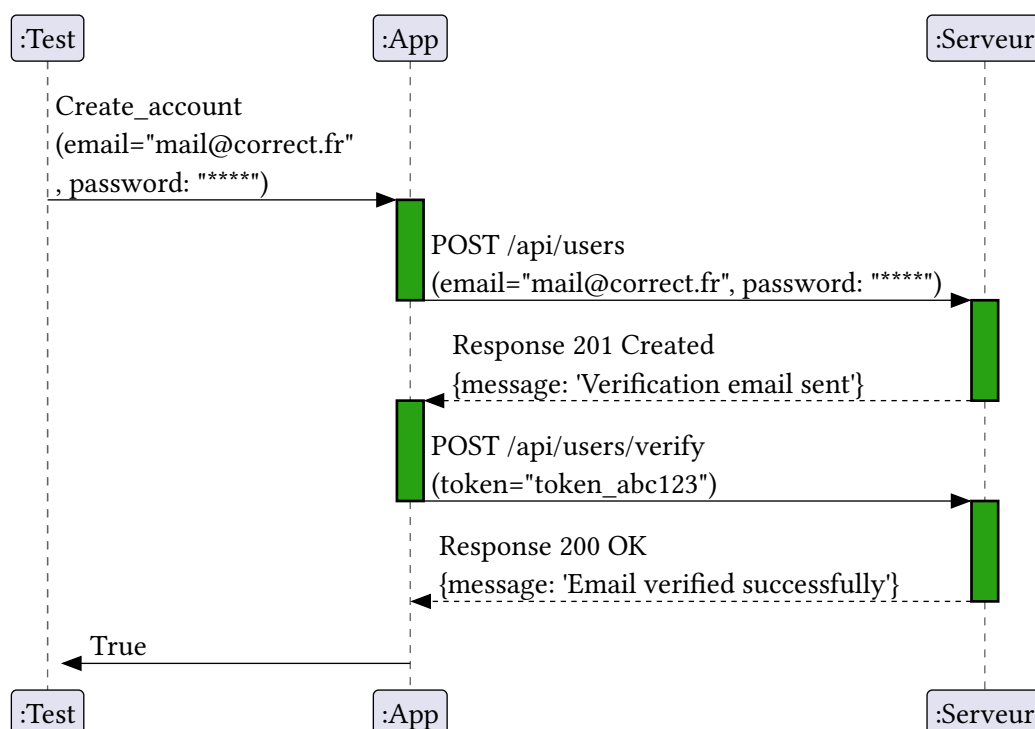 :Test
:App
:Serveur
Create_account
(email="mail@correct.fr"
, password: "****")
POST /api/users
(email="mail@correct.fr", password: "****")
Response 201 Created
{message: 'Verification email sent'}
POST /api/users/verify
(token="token_abc123")
Response 200 OK
{message: 'Email verified successfully'}
True
:Test
:App
:Serveur